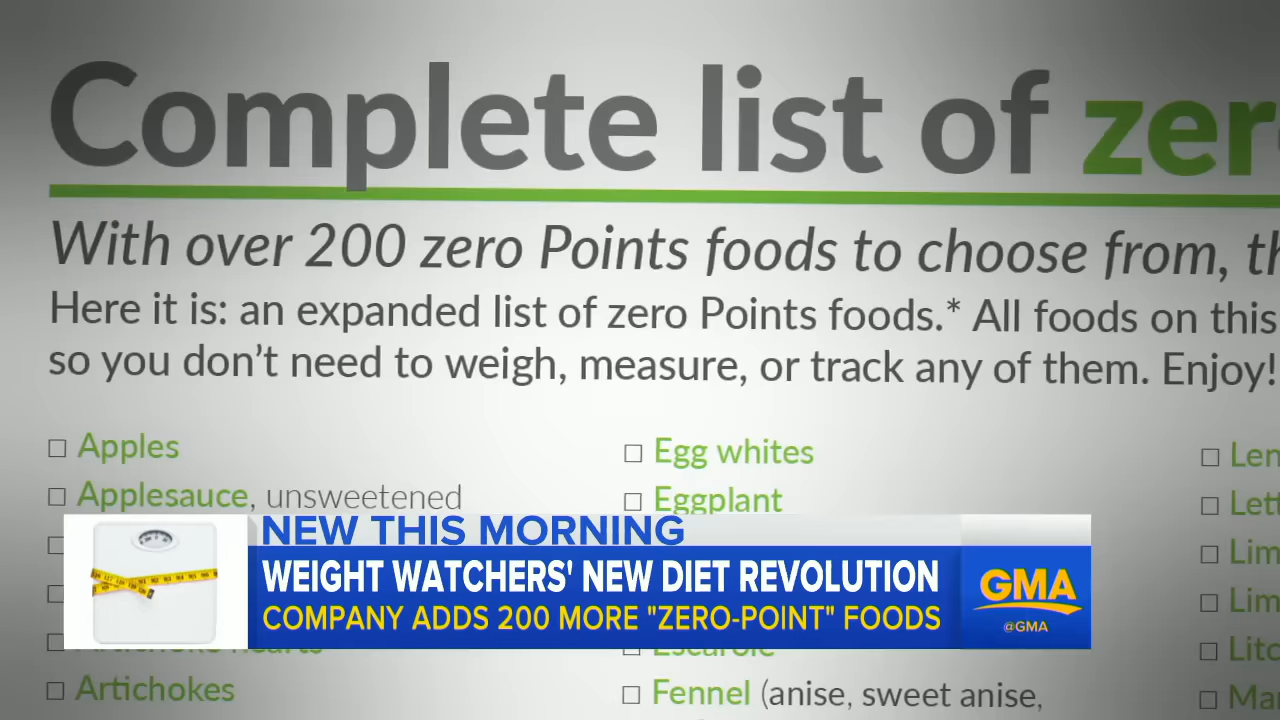 Complete list of
With over 200 zero Points foods to choose from,
Here it is: an expanded list of zero Points foods.* All foods on this
so you don't need to weigh, measure, or track any of them. Enjoy!
□ Apples
□ Applesauce, unsweetened
□ Artichokes
□ Egg whites
□ Eggplant
□ Fennel (anise, sweet anise,
NEW THIS MORNING
WEIGHT WATCHERS' NEW DIET REVOLUTION
COMPANY ADDS 200 MORE "ZERO-POINT" FOODS
GMA
@GMA